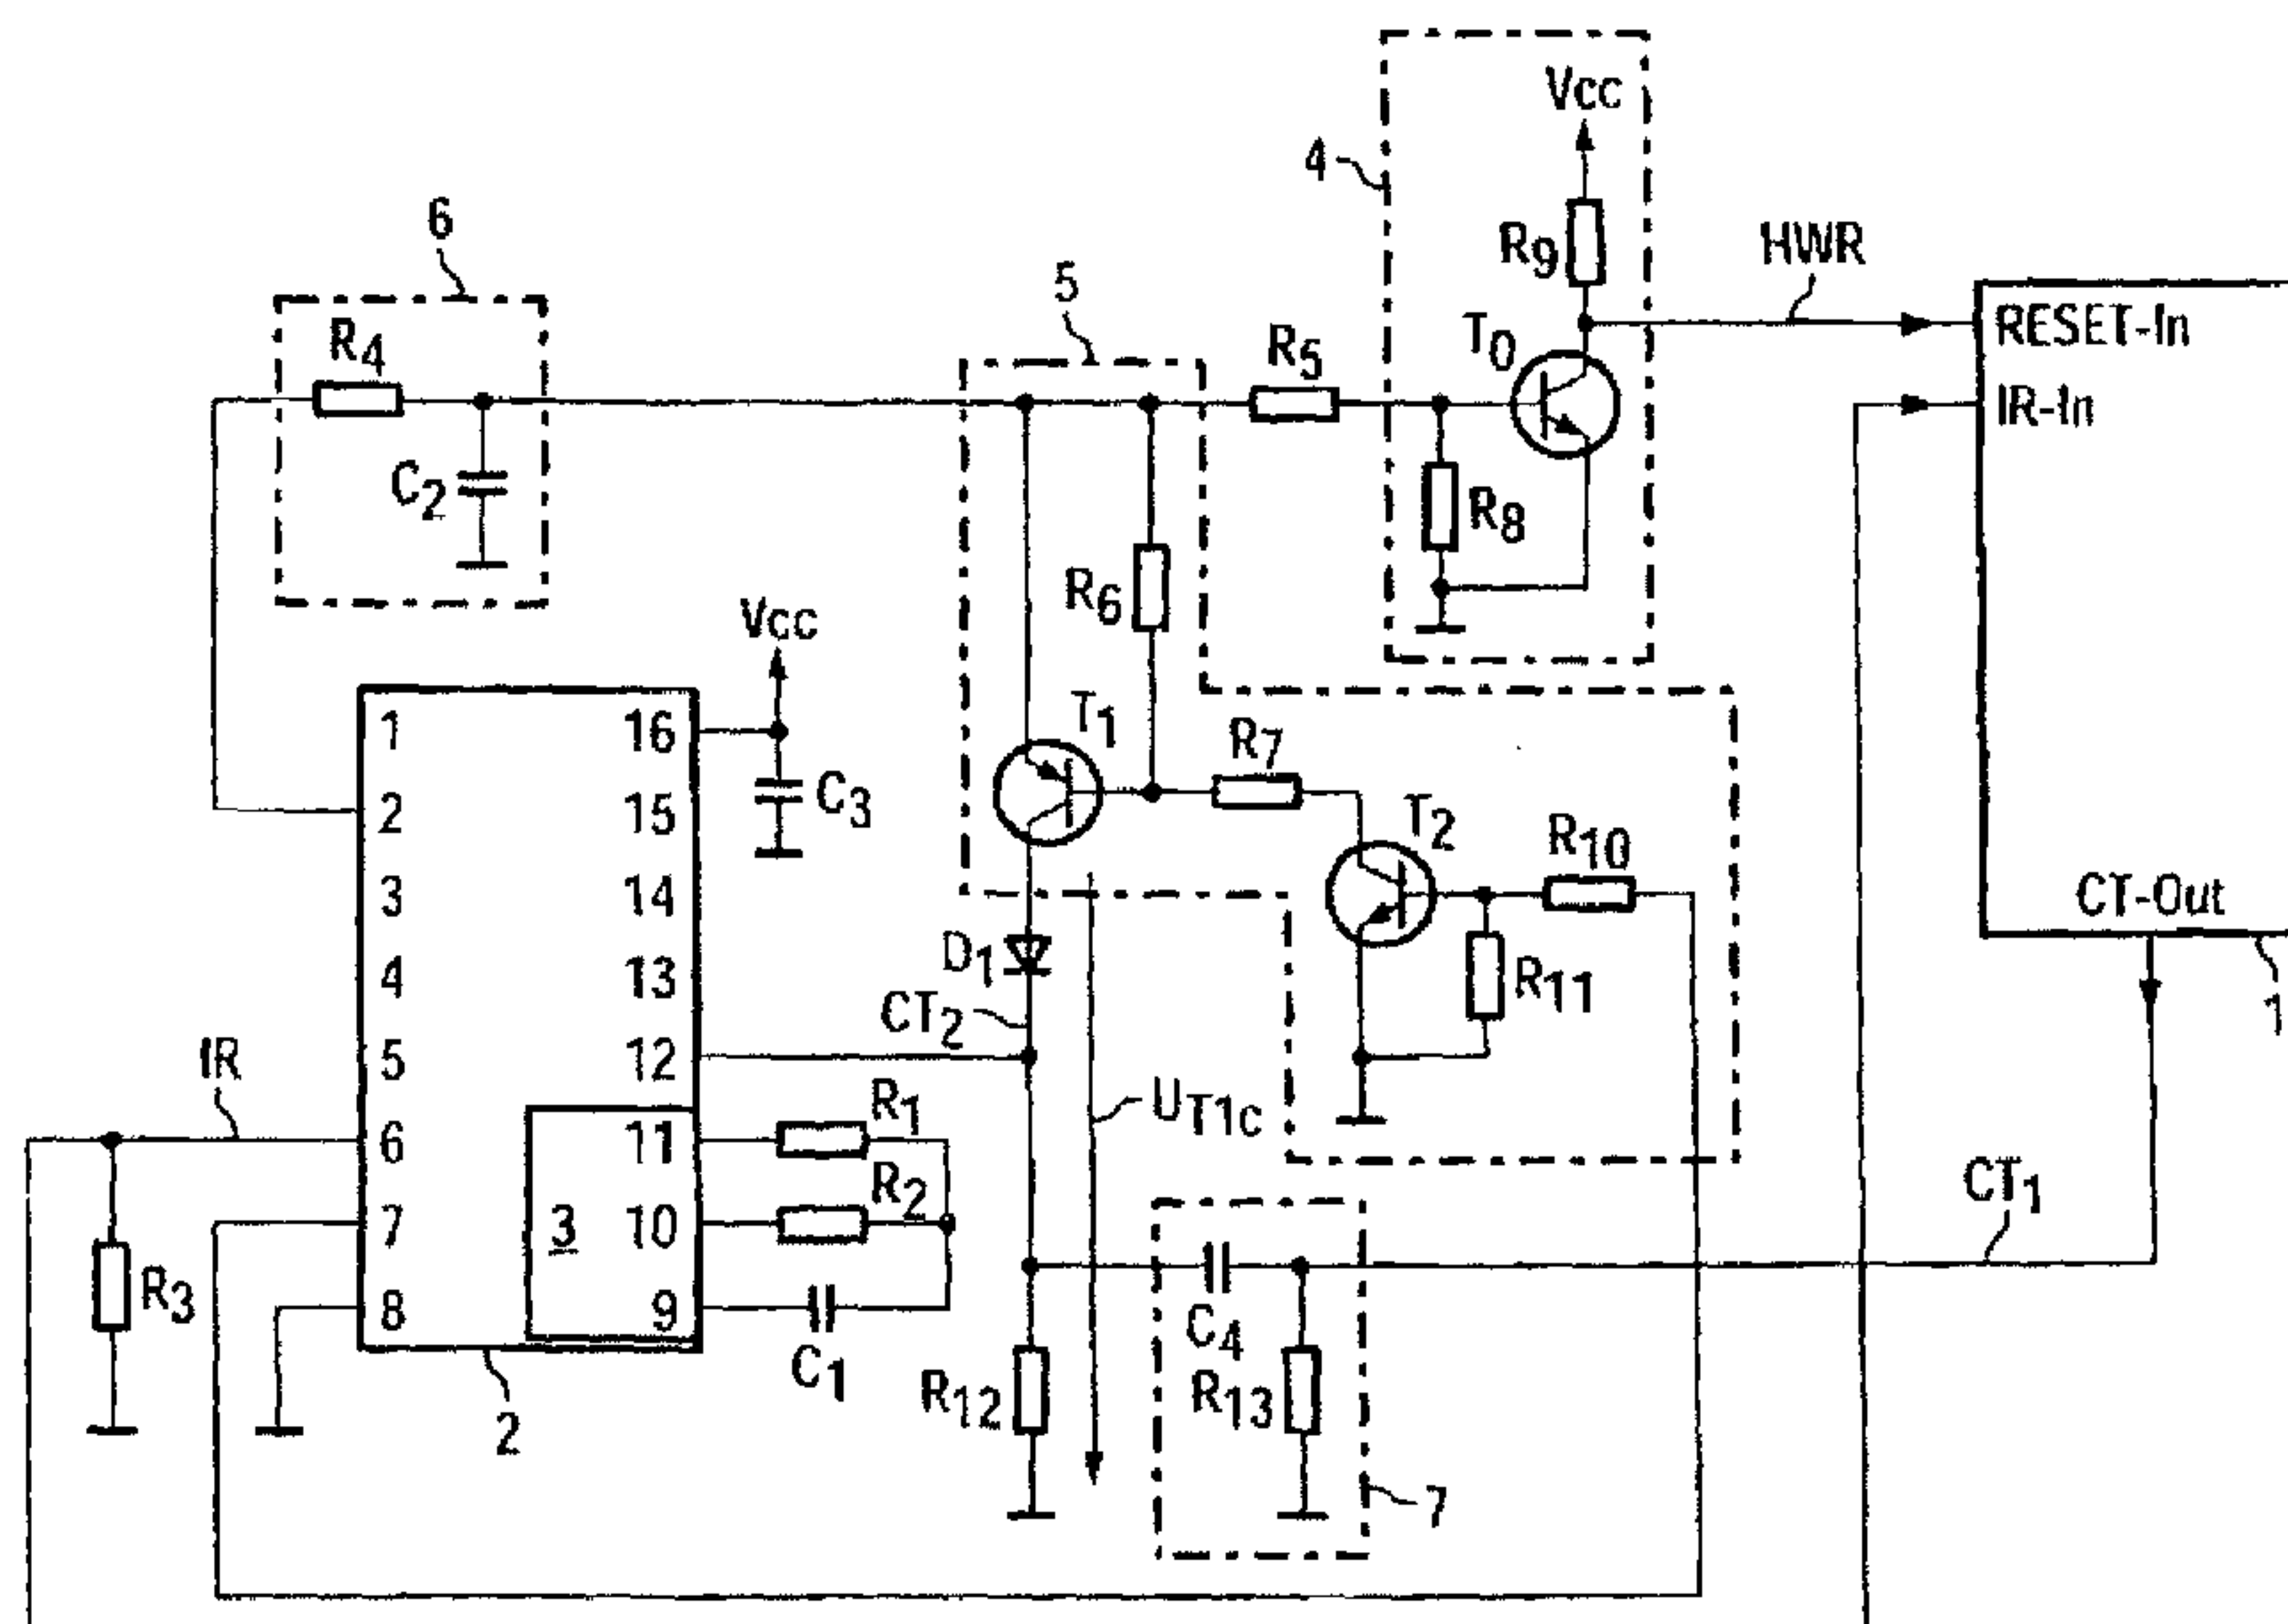 Vcc
4
6
R9
HWR
5
RESET-In
R4
R5
T0
IR-In
C2
R8
R6
Vcc
T1
R7
1 16
C3
T2
R10
2 15
3 14
CT-Out
D1
4 13
R11
CT2
1
IR
5 12
UT1c
R1
6 11
CT1
R2
7 3 10
R3
8 9
C4
C1
R12
R13
2
7